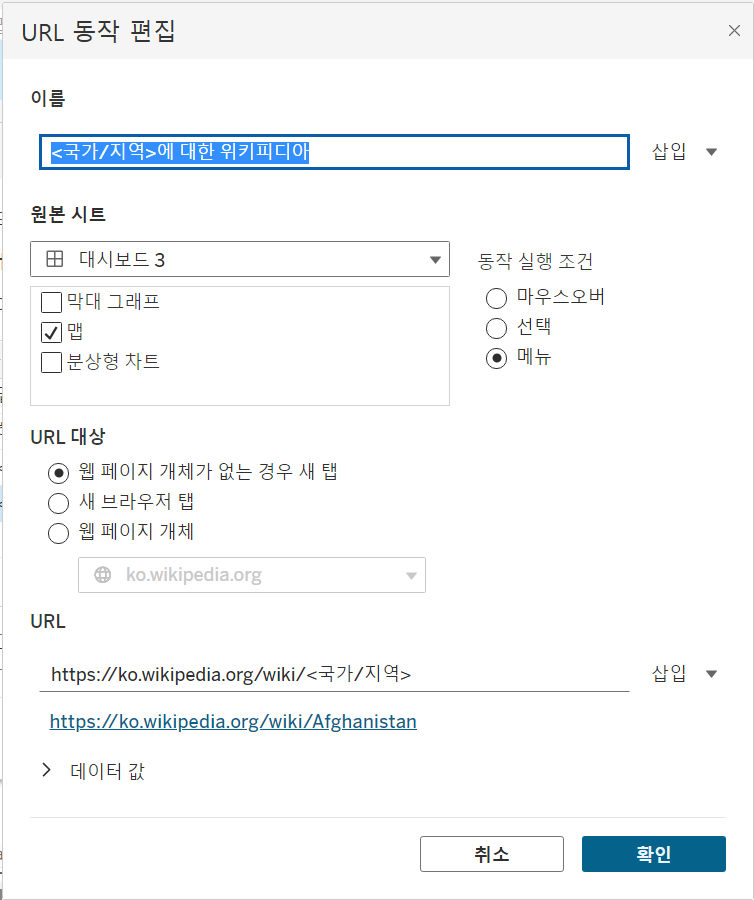 URL 동작 편집
이름
<국가/지역>에 대한 위키피디아
삽입
원본 시트
대시보드 3
동작 실행 조건
막대 그래프
맵
분상형 차트
마우스오버
선택
메뉴
URL 대상
웹 페이지 개체가 없는 경우 새 탭
새 브라우저 탭
웹 페이지 개체
ko.wikipedia.org
URL
https://ko.wikipedia.org/wiki/<국가/지역>
삽입
https://ko.wikipedia.org/wiki/Afghanistan
데이터 값
취소
확인